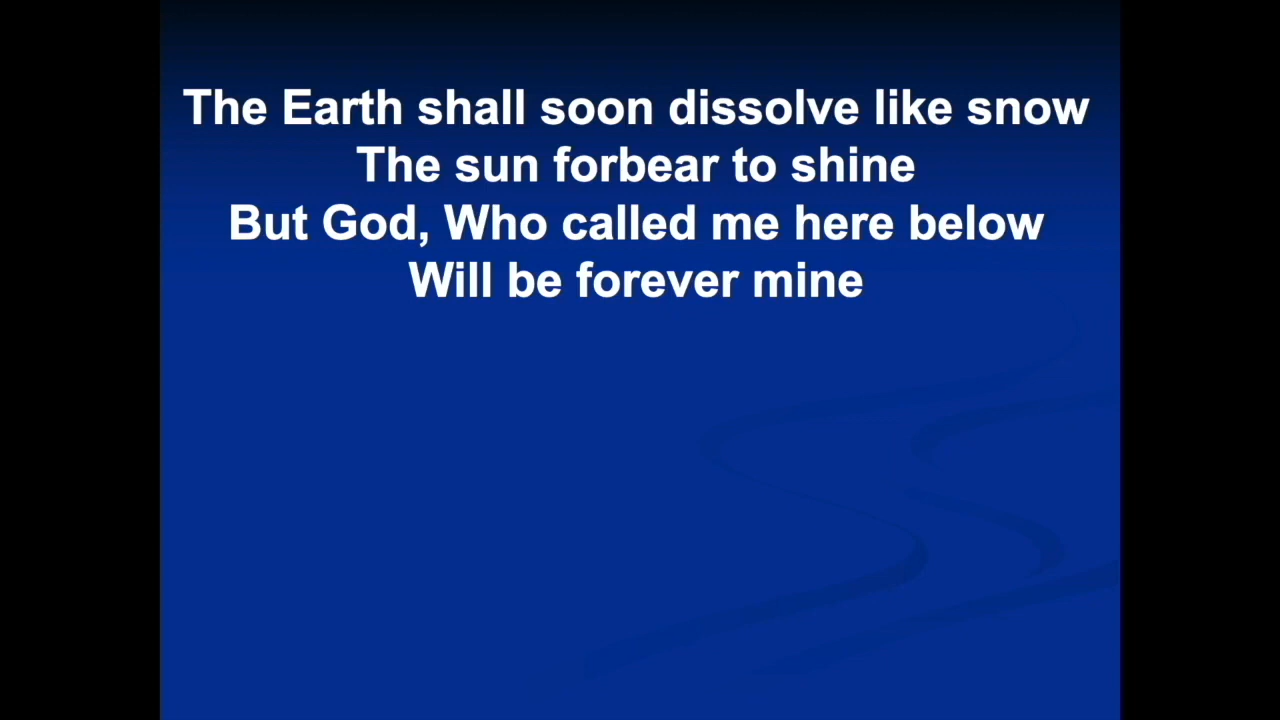 The Earth shall soon dissolve like snow
The sun forbear to shine
But God, Who called me here below
Will be forever mine